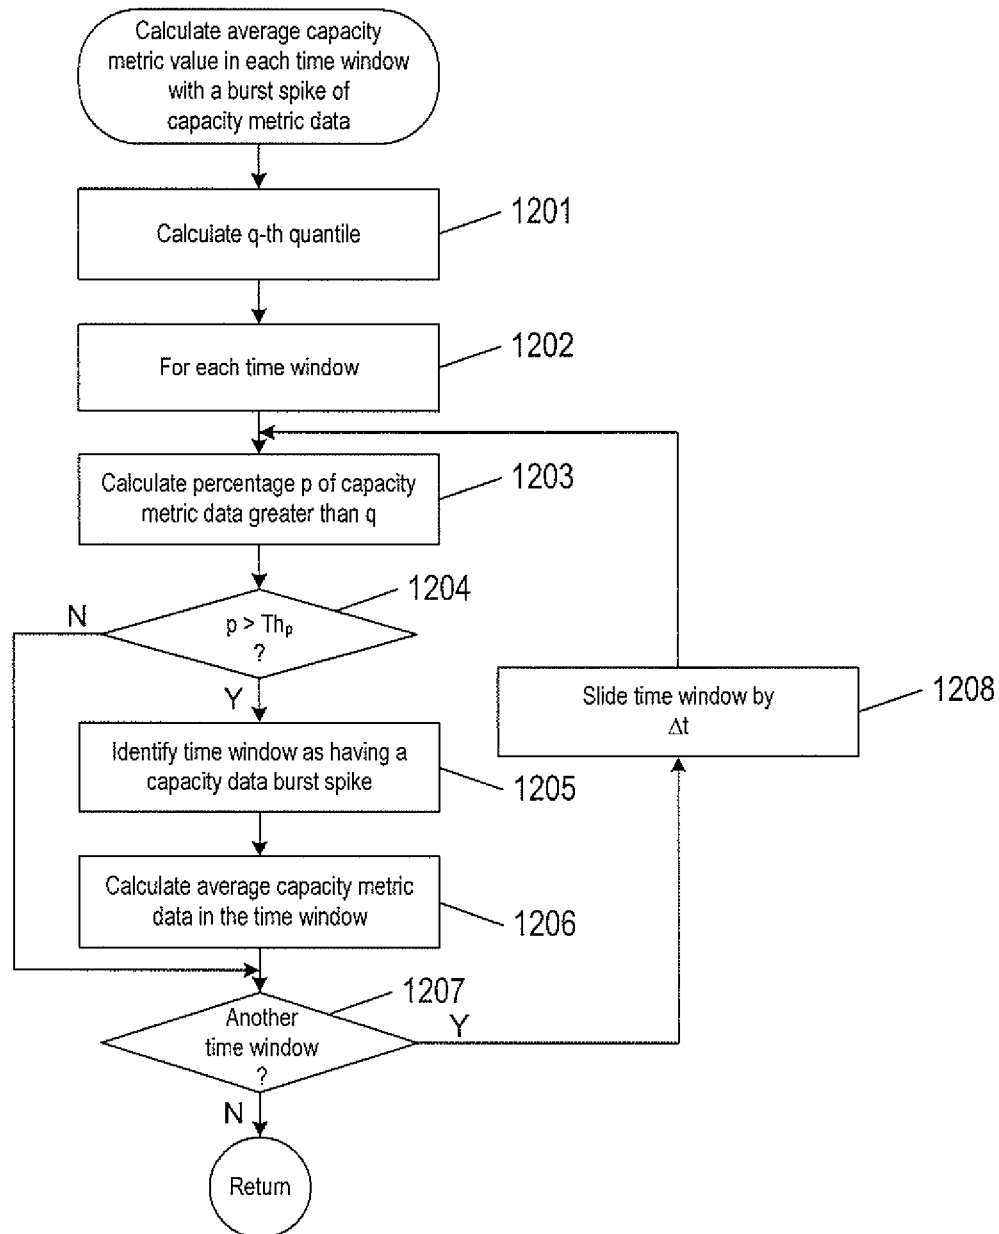 Calculate average capacity
metric value in each time window
with a burst spike of
capacity metric data
1201
Calculate q-th quantile
1202
For each time window
1203
Calculate percentage p of capacity
metric data greater than q
1204
N
p > Thp
?
Y
1208
Slide time window by
Δt
Identify time window as having a
capacity data burst spike
1205
Calculate average capacity metric
data in the time window
1206
1207
Another
time window
?
Y
N
Return